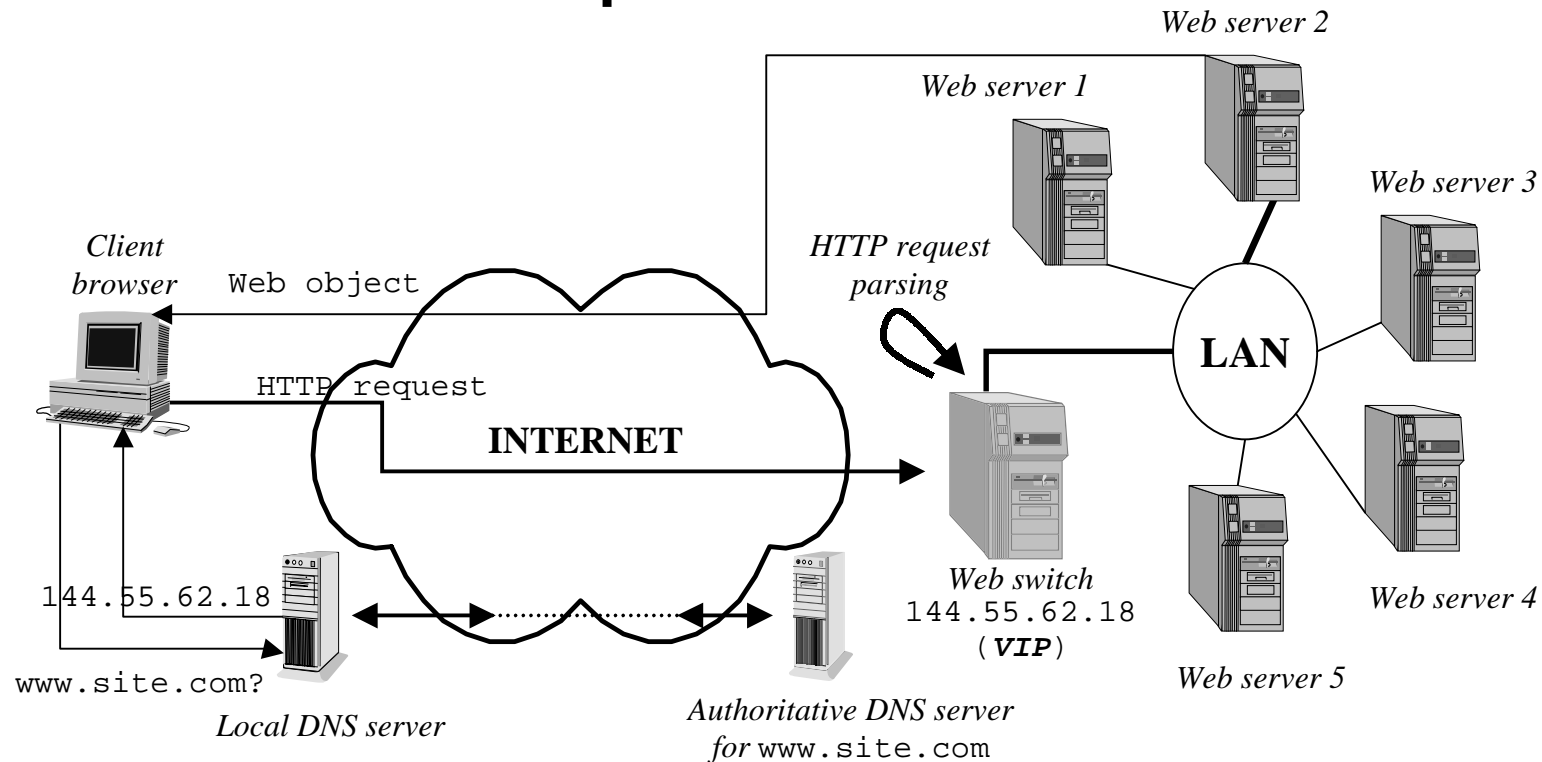 Web server 2
Web server 1
Web server 3
Client
browser
HTTP request
parsing
Web object
LAN
HTTP request
INTERNET
144.55.62.18
Web switch
144.55.62.18
(VIP)
Web server 4
www.site.com?
Web server 5
Local DNS server
Authoritative DNS server
for www.site.com